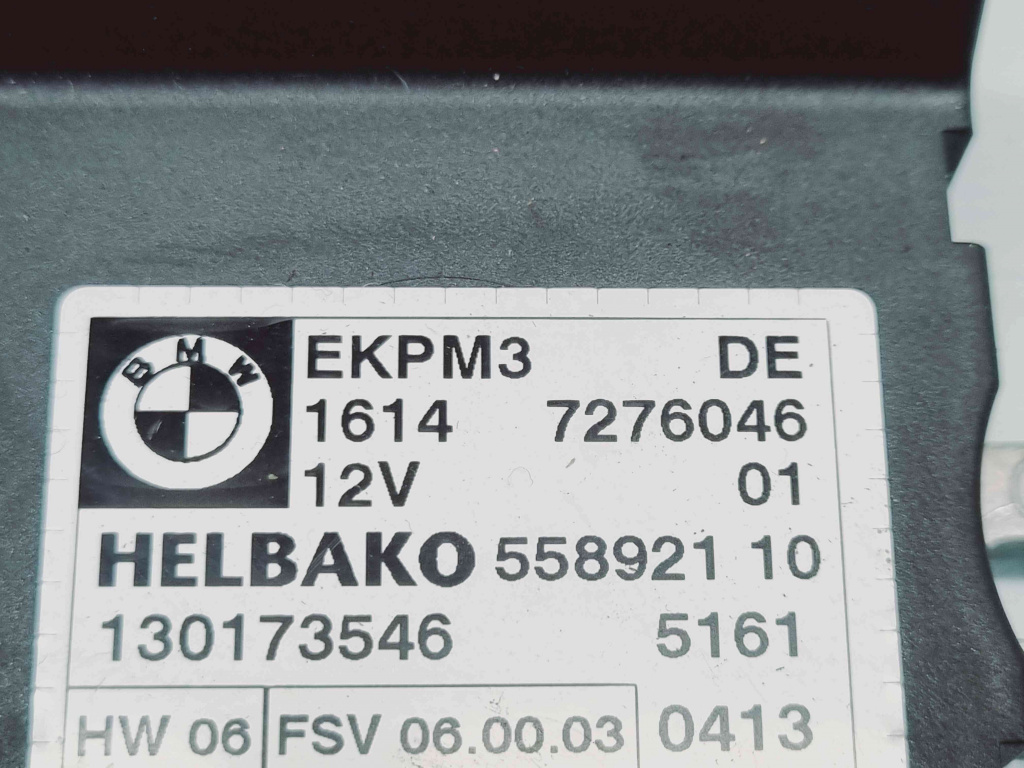 BMW
EKPM3 DE
1614 7276046
12V 01
HELBAKO 558921 10
130173546 5161
HW 06 FSV 06.00.03 0413